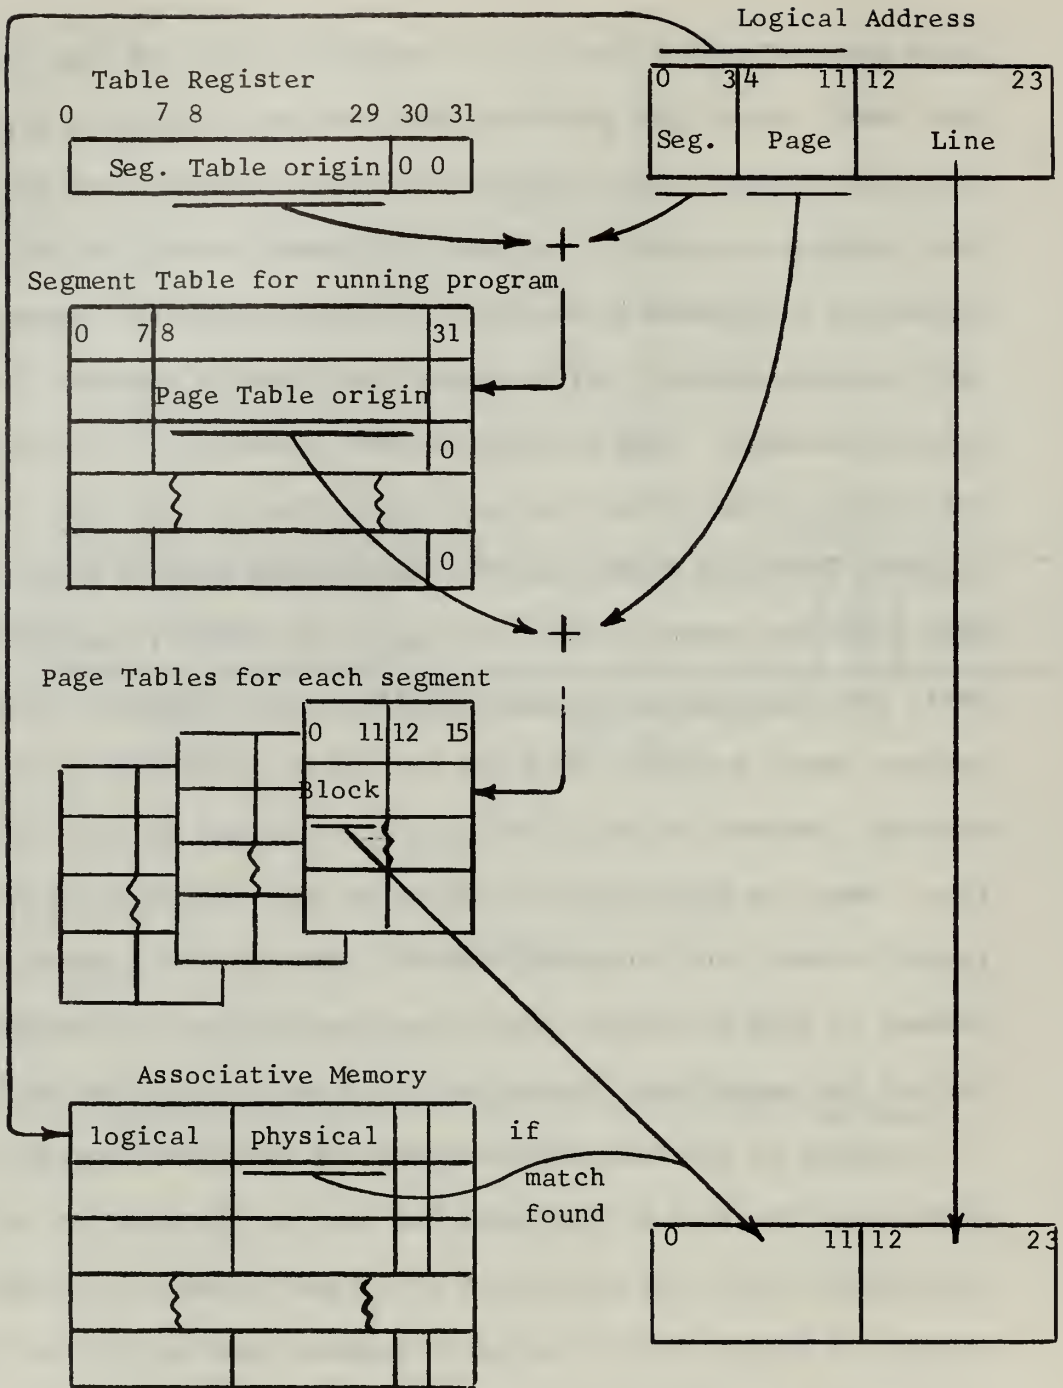 Logical Address
0 3 4 11 12 23
Seg. Page Line
Table Register
0 7 8 29 30 31
Seg. Table origin 0 0
+
Segment Table for running program
0 7 8 31
Page Table origin
0
0
+
Page Tables for each segment
0 11 12 15
Block
Associative Memory
logical physical
if
match
found
0 11 12 23